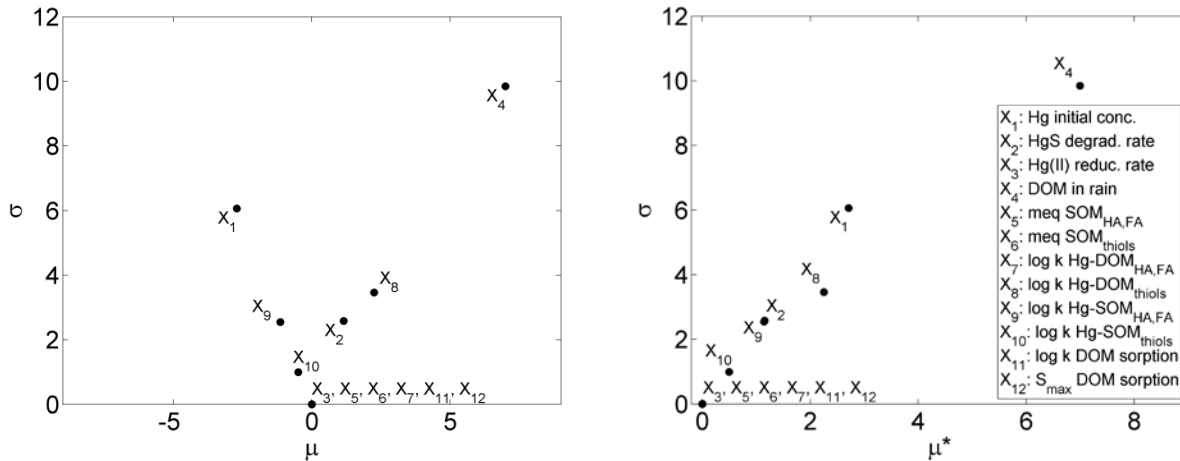 12
10
8
6
4
2
0
σ
X4
X1
X9
X8
X2
X10
X3, X5, X6, X7, X11, X12
-5 0 5
μ
12
10
8
6
4
2
0
σ
X4
X1
X8
X2
X9
X10
X3, X5, X6, X7, X11, X12
0 2 4 6 8
μ*
X1: Hg initial conc.
X2: HgS degrad. rate
X3: Hg(II) reduc. rate
X4: DOM in rain
X5: meq SOMHA,FA
X6: meq SOMthiols
X7: log k Hg-DOMHA,FA
X8: log k Hg-DOMthiols
X9: log k Hg-SOMHA,FA
X10: log k Hg-SOMthiols
X11: log k DOM sorption
X12: Smax DOM sorption